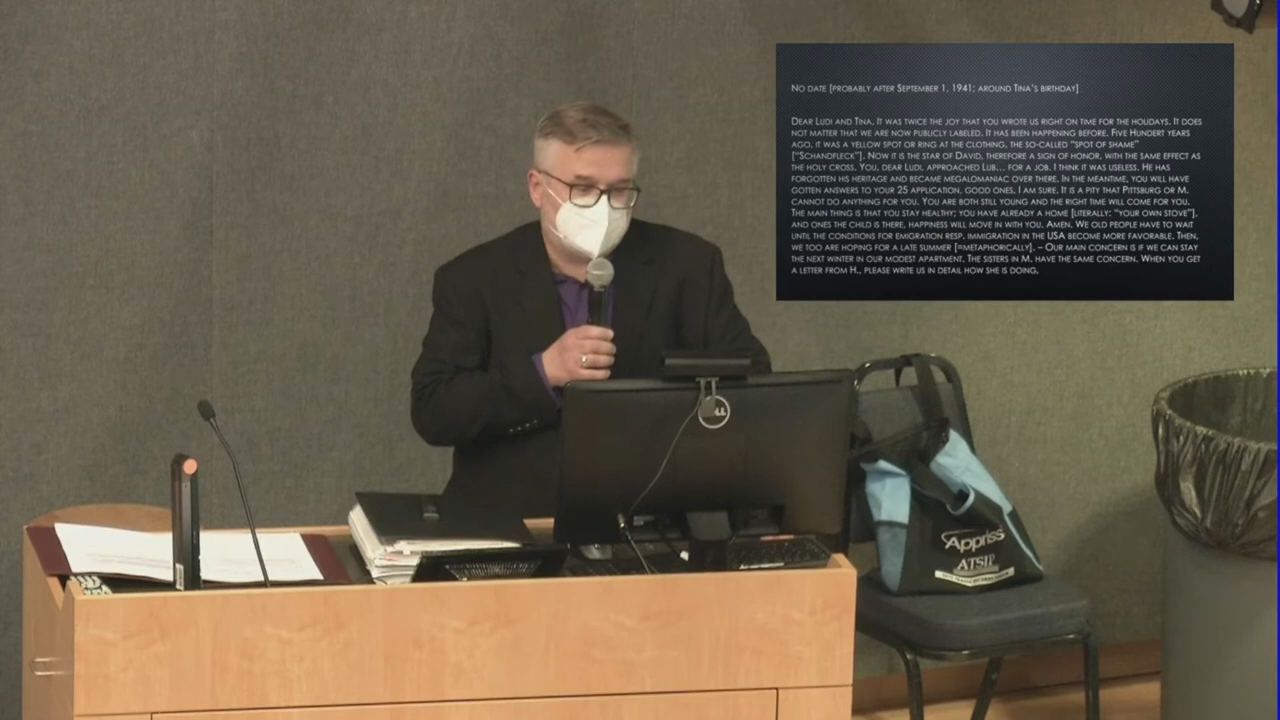 NO DATE [PROBABLY AFTER SEPTEMBER 1, 1941; AROUND TINA'S BIRTHDAY]
DEAR LUDI AND TINA, IT WAS TWICE THE JOY THAT YOU WROTE US RIGHT ON TIME FOR THE HOLIDAYS. IT DOES
NOT MATTER THAT WE ARE NOW PUBLICLY LABELED. IT HAS BEEN HAPPENING BEFORE. FIVE HUNDERT YEARS
AGO, IT WAS A YELLOW SPOT OR RING AT THE CLOTHING, THE SO-CALLED "SPOT OF SHAME"
["SCHANDFLECK"]. NOW IT IS THE STAR OF DAVID, THEREFORE A SIGN OF HONOR, WITH THE SAME EFFECT AS
THE HOLY CROSS. YOU, DEAR LUDI, APPROACHED LUB... FOR A JOB. I THINK IT WAS USELESS. HE HAS
FORGOTTEN HIS HERITAGE AND BECAME MEGALOMANIAC OVER THERE. IN THE MEANTIME, YOU WILL HAVE
GOTTEN ANSWERS TO YOUR 25 APPLICATION, GOOD ONES, I AM SURE. IT IS A PITY THAT PITTSBURG OR M.
CANNOT DO ANYTHING FOR YOU. YOU ARE BOTH STILL YOUNG AND THE RIGHT TIME WILL COME FOR YOU.
THE MAIN THING IS THAT YOU STAY HEALTHY; YOU HAVE ALREADY A HOME [LITERALLY: "YOUR OWN STOVE"],
AND ONES THE CHILD IS THERE, HAPPINESS WILL MOVE IN WITH YOU. AMEN. WE OLD PEOPLE HAVE TO WAIT
UNTIL THE CONDITIONS FOR EMIGRATION RESP. IMMIGRATION IN THE USA BECOME MORE FAVORABLE. THEN,
WE TOO ARE HOPING FOR A LATE SUMMER [=METAPHORICALLY]. – OUR MAIN CONCERN IS IF WE CAN STAY
THE NEXT WINTER IN OUR MODEST APARTMENT. THE SISTERS IN M. HAVE THE SAME CONCERN. WHEN YOU GET
A LETTER FROM H., PLEASE WRITE US IN DETAIL HOW SHE IS DOING.
DELL
Appriss
ATSIP